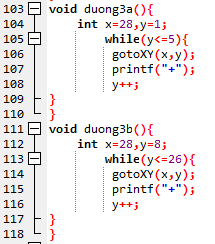 103 void duong3a(){
104 int x=28,y=1;
105 while(y<=5){
106 gotoXY(x,y);
107 printf("+");
108 y++;
109 }
110 }
111 void duong3b(){
112 int x=28,y=8;
113 while(y<=26){
114 gotoXY(x,y);
115 printf("+");
116 y++;
117 }
118 }